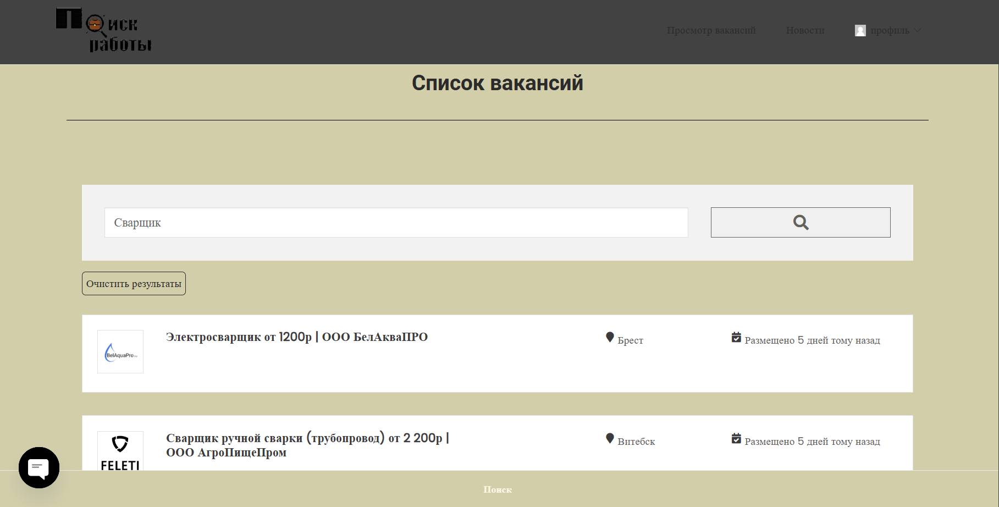 Поиск
работы
Просмотр вакансий
Новости
профиль
Список вакансий
Сварщик
Очистить результаты
BelAquaPro.by
Электросварщик от 1200р | ООО БелАкваПРО
Брест
Размещено 5 дней тому назад
FELETI
Сварщик ручной сварки (трубопровод) от 2 200р |
ООО АгроПищеПром
Витебск
Размещено 5 дней тому назад
Поиск